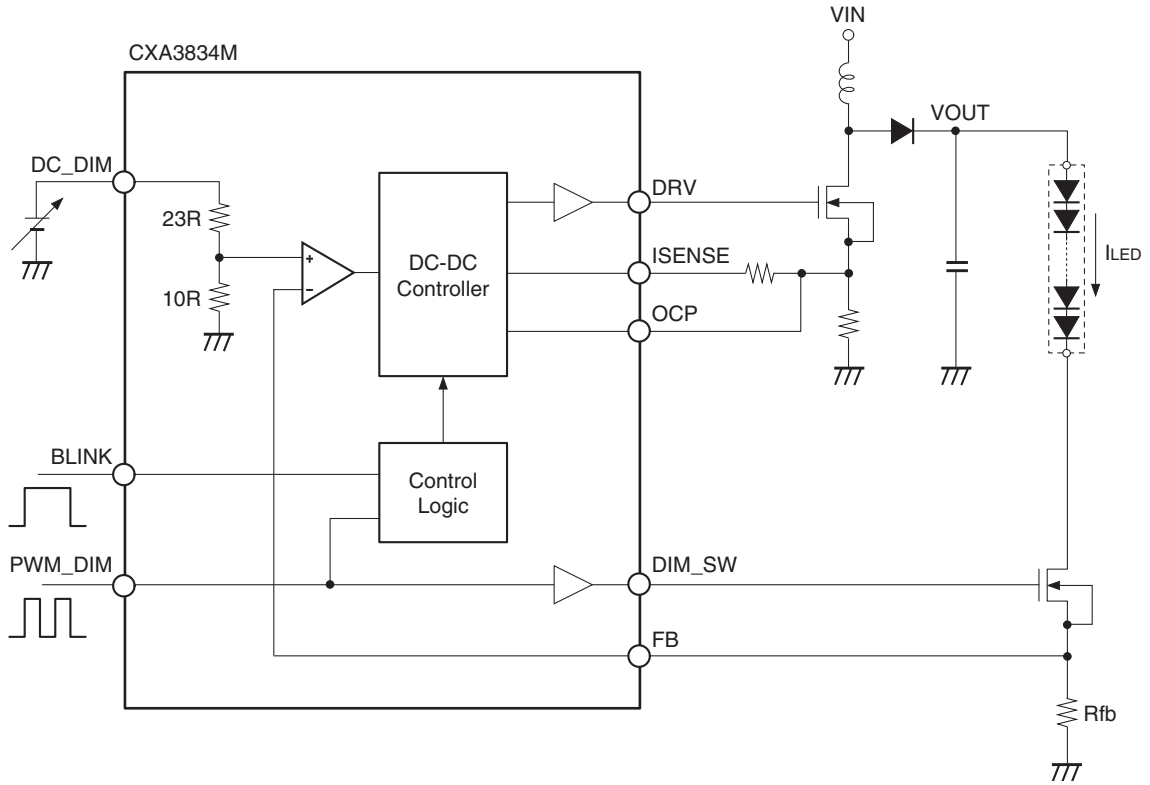 VIN
CXA3834M
VOUT
DC_DIM
DRV
23R
+
ISENSE
ILED
DC-DC
Controller
−
10R
OCP
BLINK
Control
Logic
PWM_DIM
DIM_SW
FB
Rfb